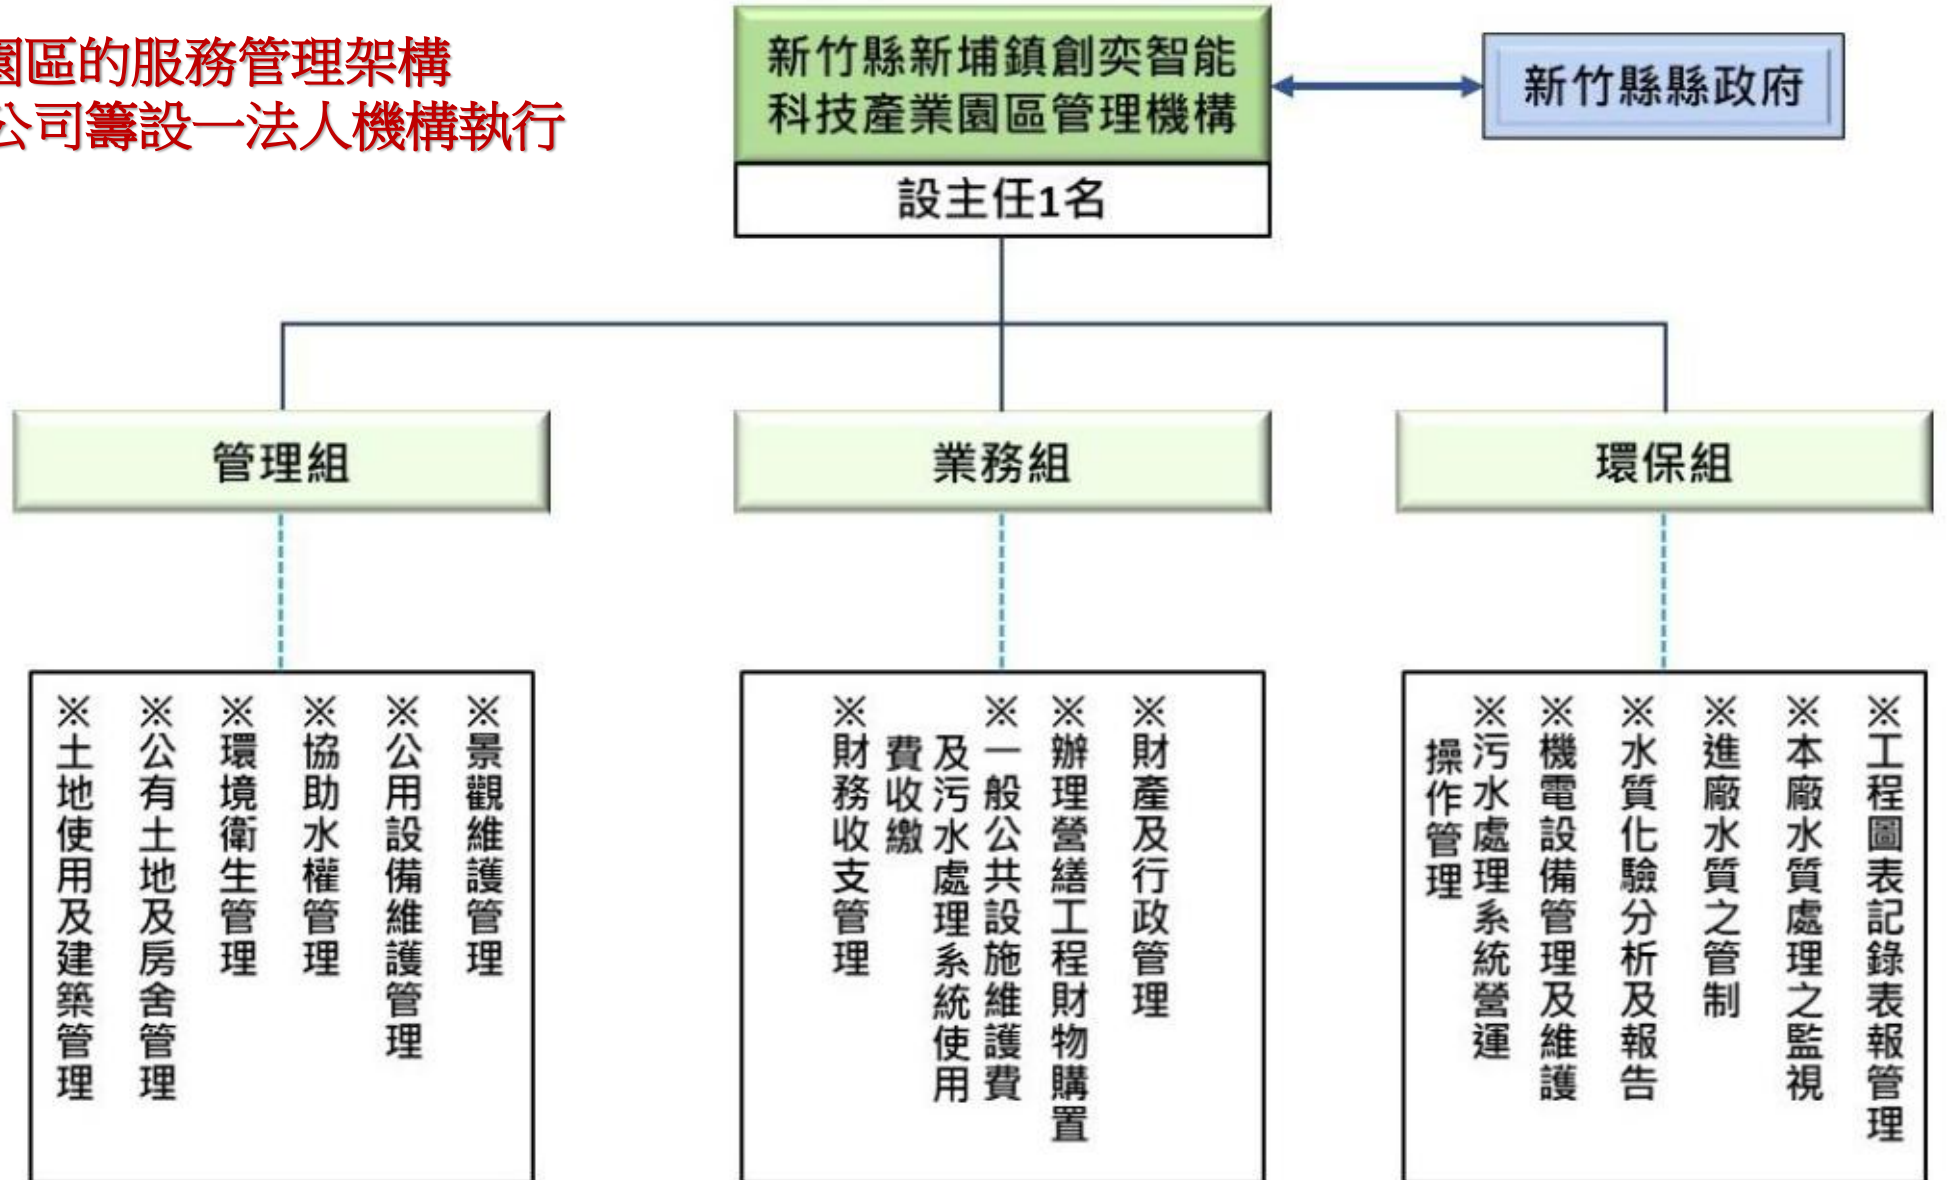 園區的服務管理架構
公司籌設一法人機構執行
新竹縣新埔鎮創奕智能
科技產業園區管理機構
設主任1名
新竹縣縣政府
管理組
業務組
環保組
※景觀維護管理
※公用設備維護管理
※協助水權管理
※環境衛生管理
※公有土地及房舍管理
※土地使用及建築管理
※財產及行政管理
※辦理營繕工程財物購置
※一般公共設施維護費
及污水處理系統使用
費收繳
※財務收支管理
※工程圖表記錄表報管理
※本廠水質處理之監視
※進廠水質之管制
※水質化驗分析及報告
※機電設備管理及維護
※污水處理系統營運
操作管理